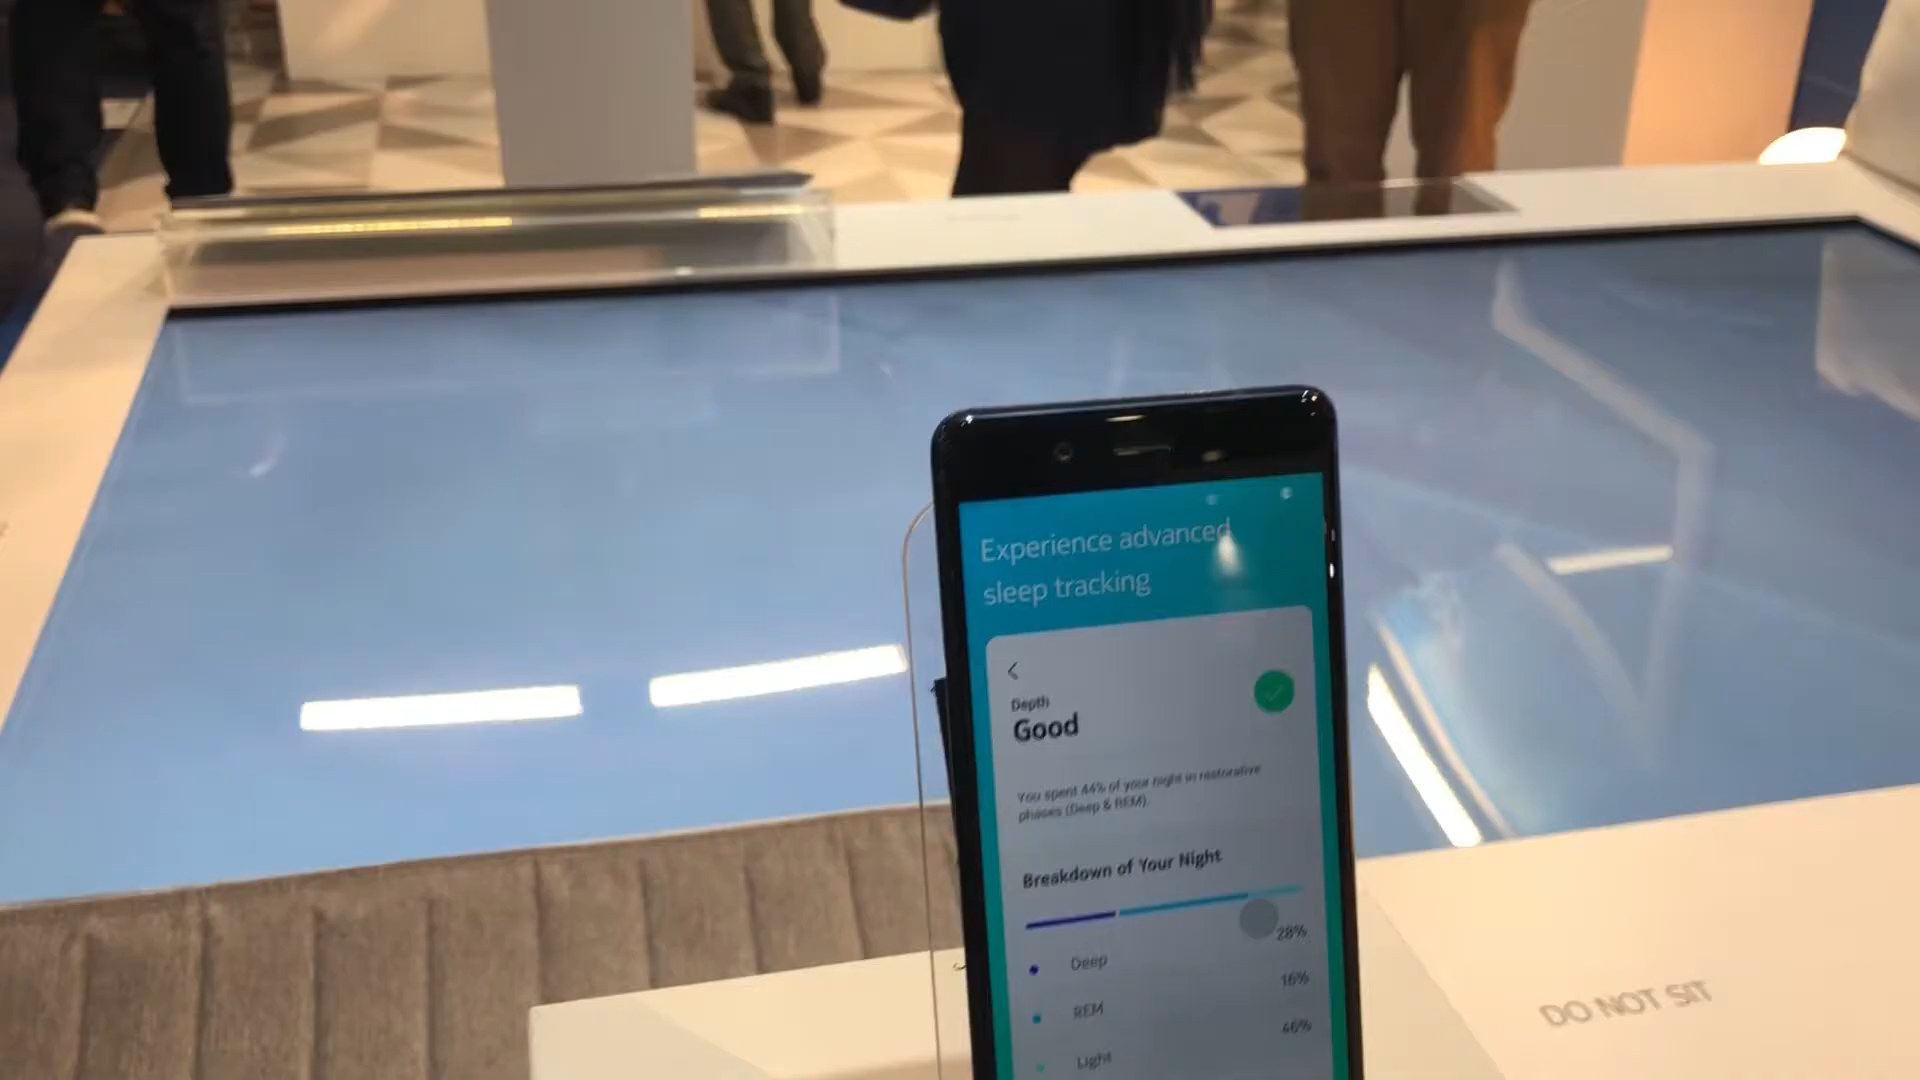 Experience advanced
sleep tracking
Depth
Good
You spent 44% of your night in restorative
phases (Deep & REM).
Breakdown of Your Night
28%
Deep
16%
REM
46%
Light
DO NOT SIT